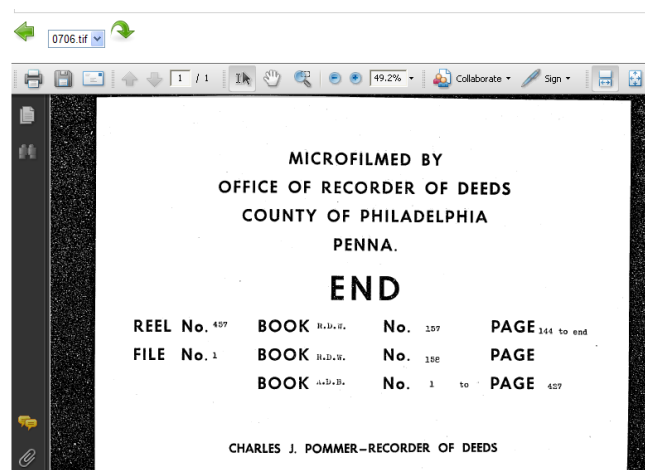 0706.tif
1 / 1 49.2% Collaborate Sign
MICROFILMED BY
OFFICE OF RECORDER OF DEEDS
COUNTY OF PHILADELPHIA
PENNA.
END
REEL No. 457 BOOK R.D.W. No. 157 PAGE 144 to end
FILE No. 1 BOOK R.D.W. No. 158 PAGE
BOOK A.D.B. No. 1 to PAGE 427
CHARLES J. POMMER–RECORDER OF DEEDS